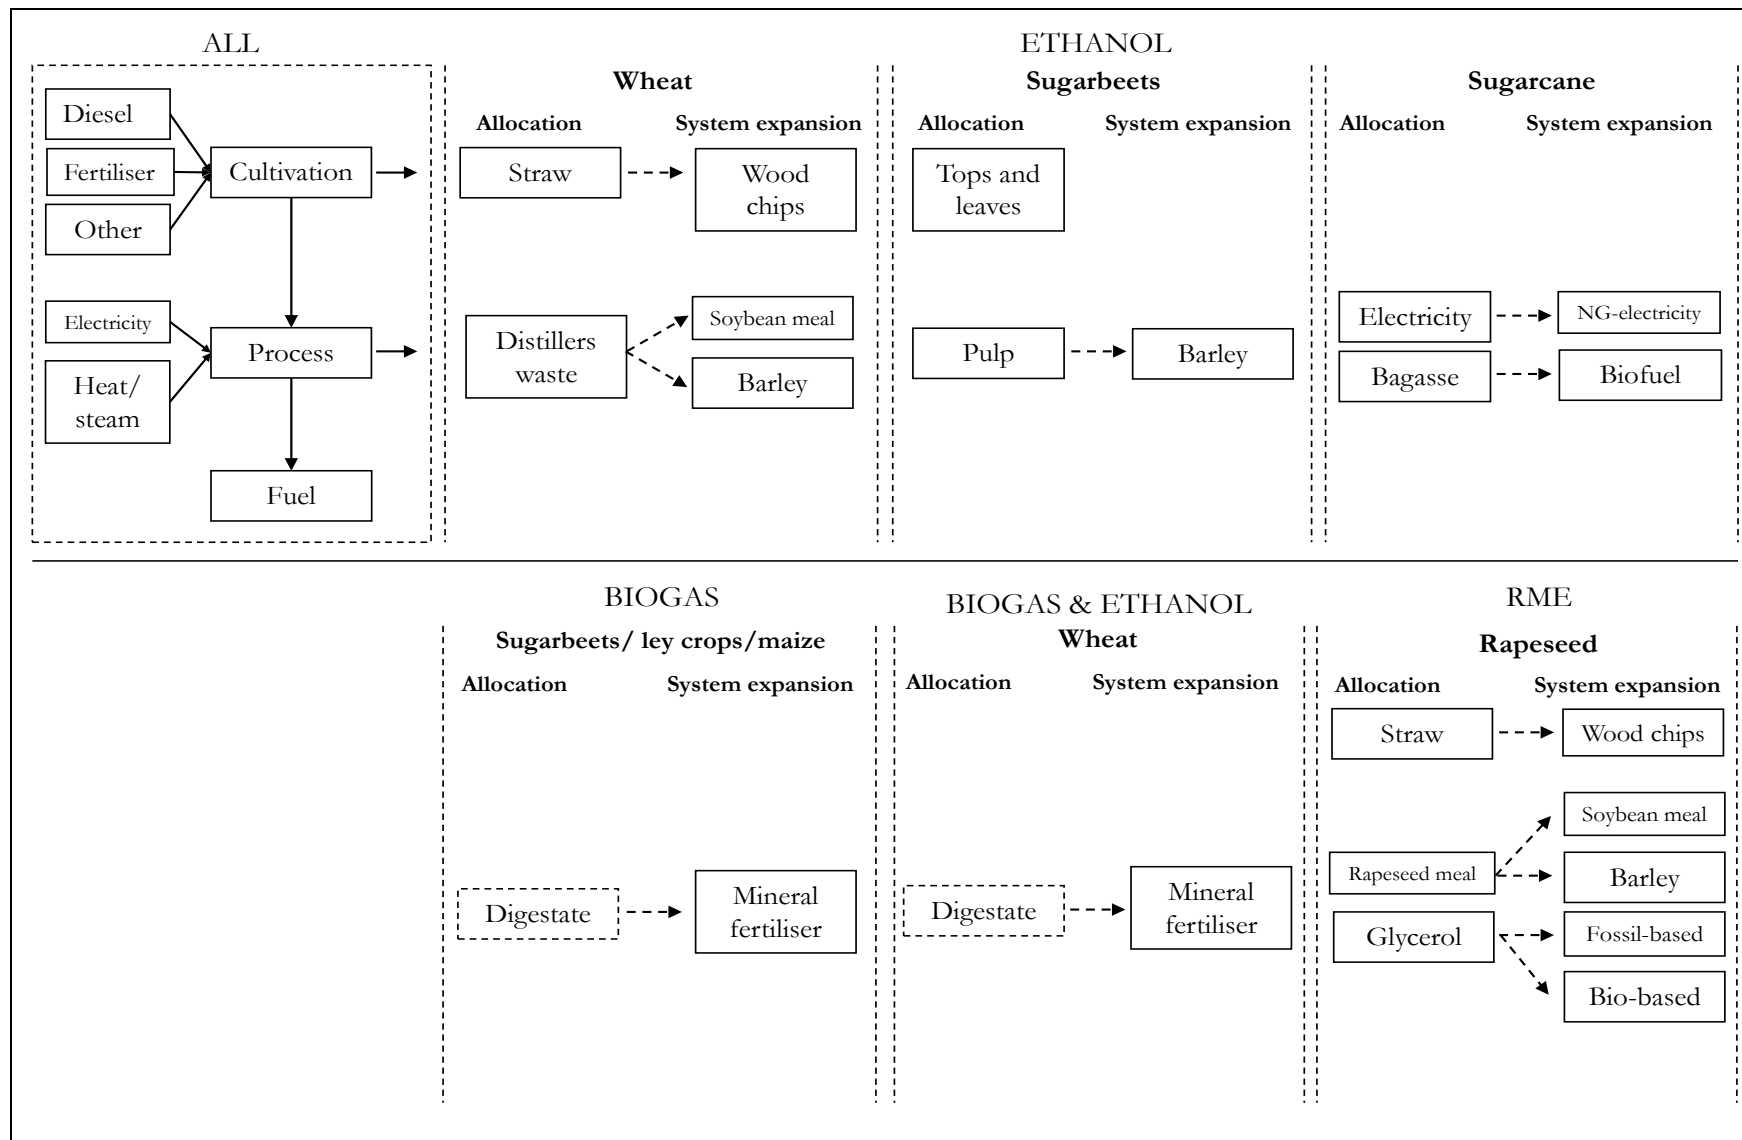 ALL
Diesel
Fertiliser
Other
Cultivation
Electricity
Heat/
steam
Process
Fuel
ETHANOL
Wheat
Allocation
System expansion
Straw
Wood
chips
Distillers
waste
Soybean meal
Barley
Sugarbeets
Allocation
System expansion
Tops and
leaves
Pulp
Barley
Sugarcane
Allocation
System expansion
Electricity
NG-electricity
Bagasse
Biofuel
BIOGAS
Sugarbeets/ ley crops/maize
Allocation
System expansion
Digestate
Mineral
fertiliser
BIOGAS & ETHANOL
Wheat
Allocation
System expansion
Digestate
Mineral
fertiliser
RME
Rapeseed
Allocation
System expansion
Straw
Wood chips
Rapeseed meal
Soybean meal
Barley
Glycerol
Fossil-based
Bio-based